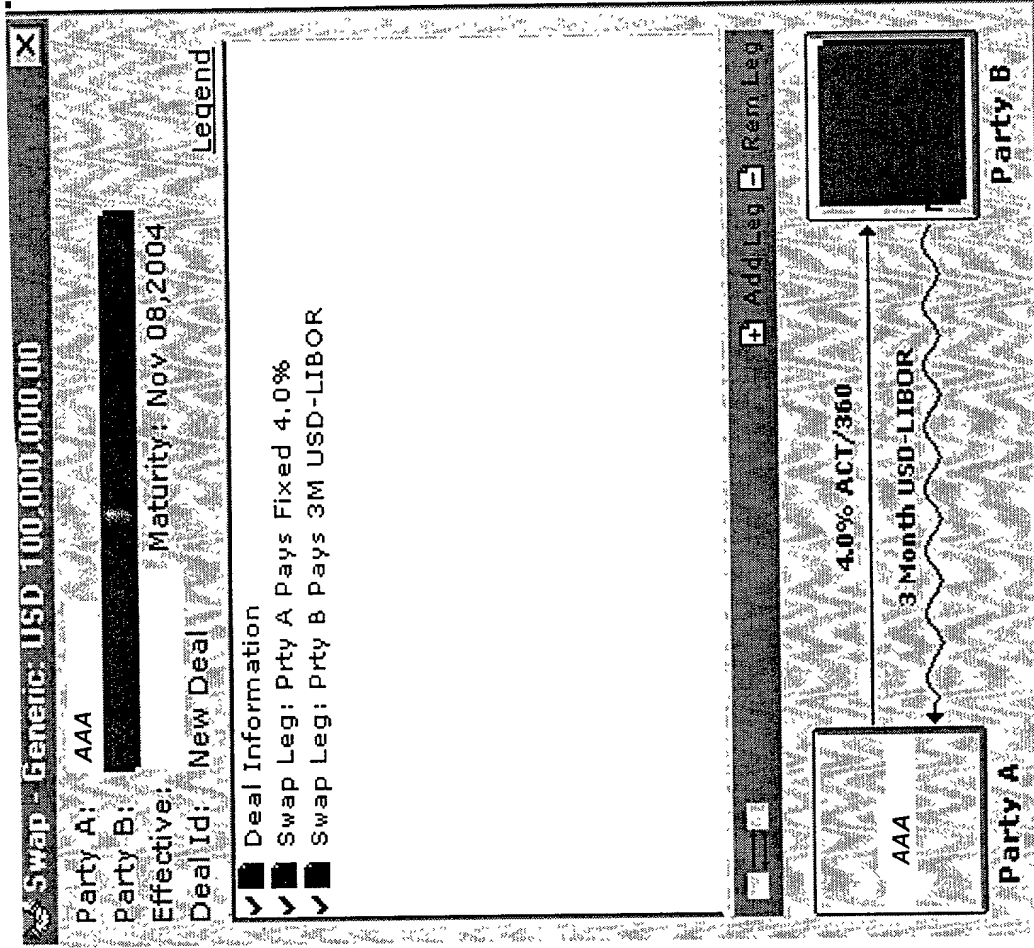 Swap - Generic: USD 100,000,000.00
Party A: AAA
Party B:
Effective: Maturity: Nov 08,2004
Deal Id: New Deal Legend
Deal Information
Swap Leg: Prty A Pays Fixed 4.0%
Swap Leg: Prty B Pays 3M USD-LIBOR
Add Leg Rem Leg
4.0% ACT/360
3 Month USD-LIBOR
AAA
Party A Party B